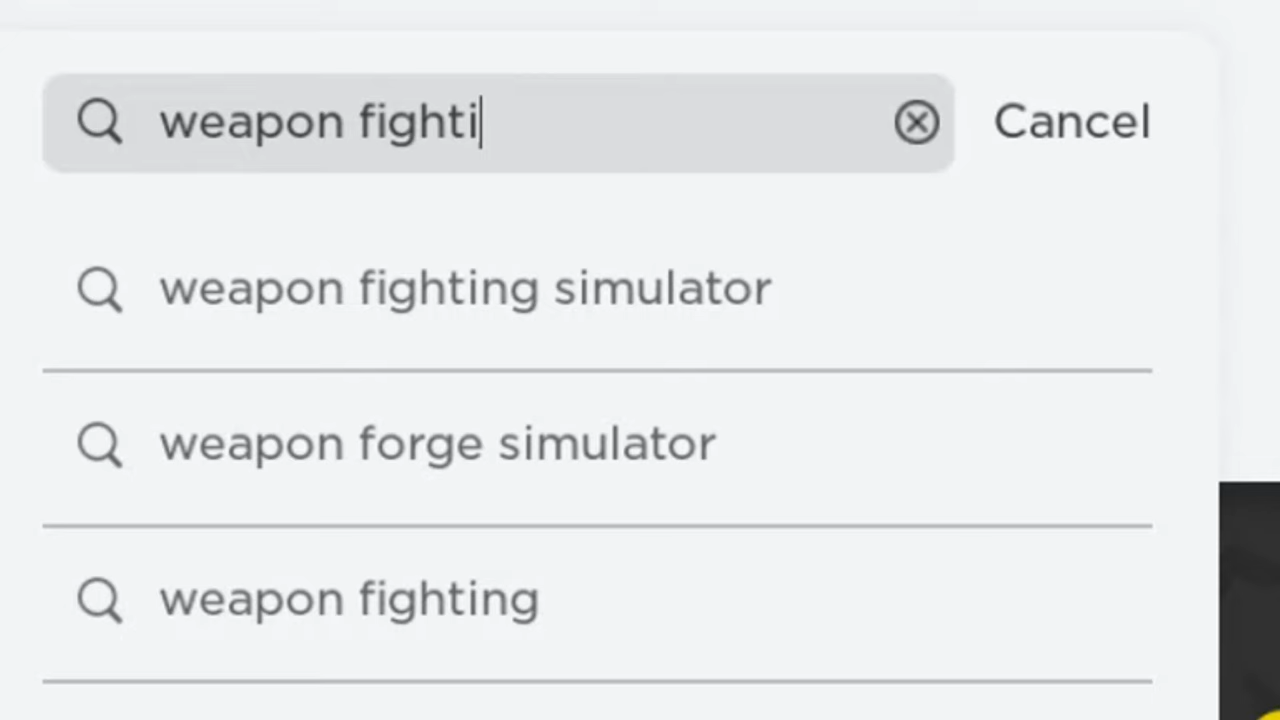 weapon fighti
Cancel
weapon fighting simulator
weapon forge simulator
weapon fighting